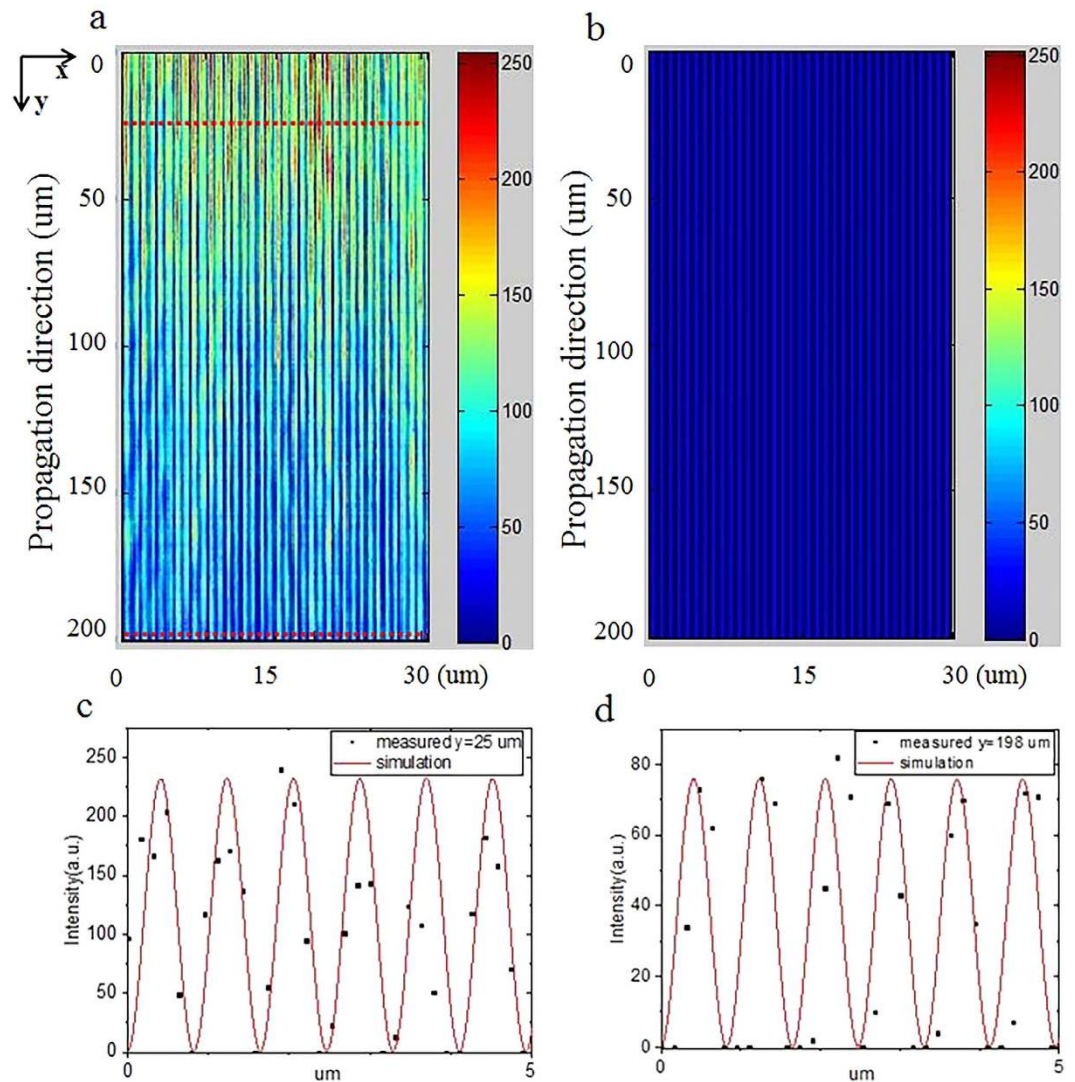 a
x
y
0
50
100
150
200
Propagation direction (um)
0
15
30 (um)
250
200
150
100
50
0
b
0
50
100
150
200
Propagation direction (um)
0
15
30 (um)
250
200
150
100
50
0
c
measured y=25 um
simulation
250
200
150
100
50
0
Intensity(a.u.)
0
um
5
d
measured y=198 um
simulation
80
60
40
20
0
Intensity(a.u.)
0
um
5